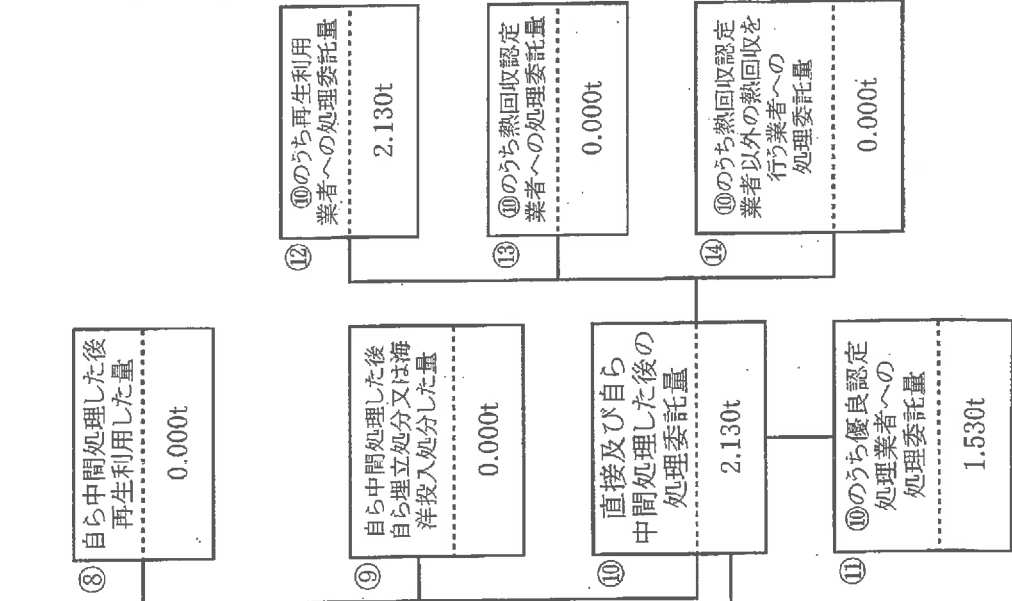 ⑧
自ら中間処理した後
再生利用した量
0.000t
⑨
自ら中間処理した後
自ら埋立処分又は海
洋投入処分した量
0.000t
⑩
直接及び自ら
中間処理した後の
処理委託量
2.130t
⑪
⑩のうち優良認定
処理業者への
処理委託量
1.530t
⑫
⑩のうち再生利用
業者への処理委託量
2.130t
⑬
⑩のうち熱回収認定
業者への処理委託量
0.000t
⑭
⑩のうち熱回収認定
業者以外の熱回収を
行う業者への
処理委託量
0.000t